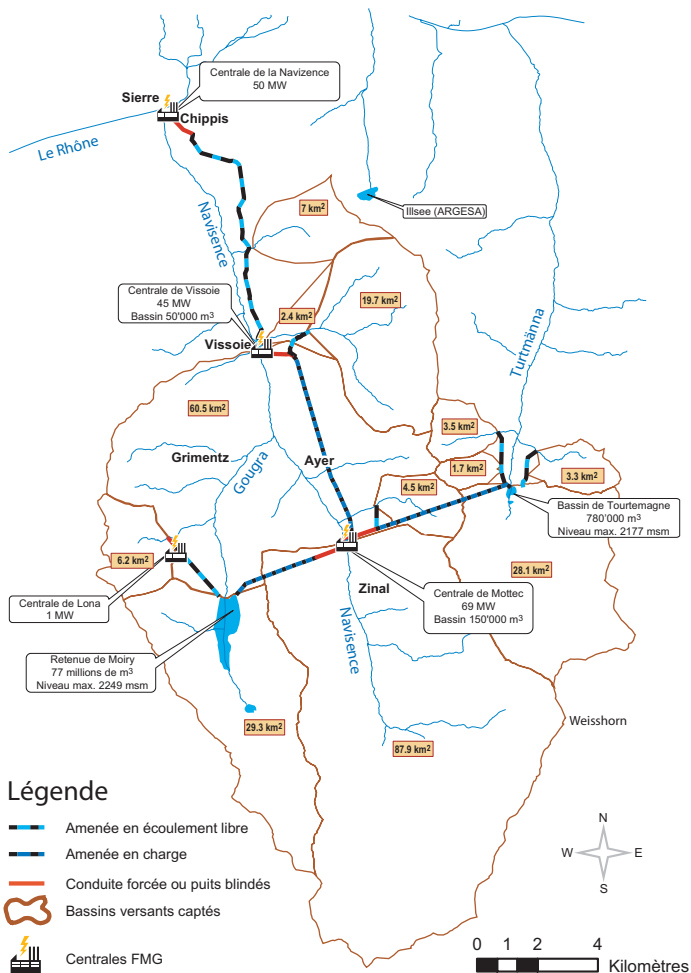 Centrale de la Navizence
50 MW
Sierre
Chippis
Le Rhône
7 km²
Illsee (ARGESA)
Navisence
Centrale de Vissoie
45 MW
Bassin 50'000 m³
19.7 km²
2.4 km²
Turtmänna
Vissoie
60.5 km²
3.5 km²
Grimentz
Ayer
1.7 km²
3.3 km²
Gougra
4.5 km²
Bassin de Tourtemagne
780'000 m³
Niveau max. 2177 msm
6.2 km²
28.1 km²
Zinal
Centrale de Mottec
69 MW
Bassin 150'000 m³
Centrale de Lona
1 MW
Navisence
Retenue de Moiry
77 millions de m³
Niveau max. 2249 msm
29.3 km²
Weisshorn
87.9 km²
Légende
Amenée en écoulement libre
Amenée en charge
Conduite forcée ou puits blindés
Bassins versants captés
Centrales FMG
N
W
E
S
0 1 2 4
Kilomètres